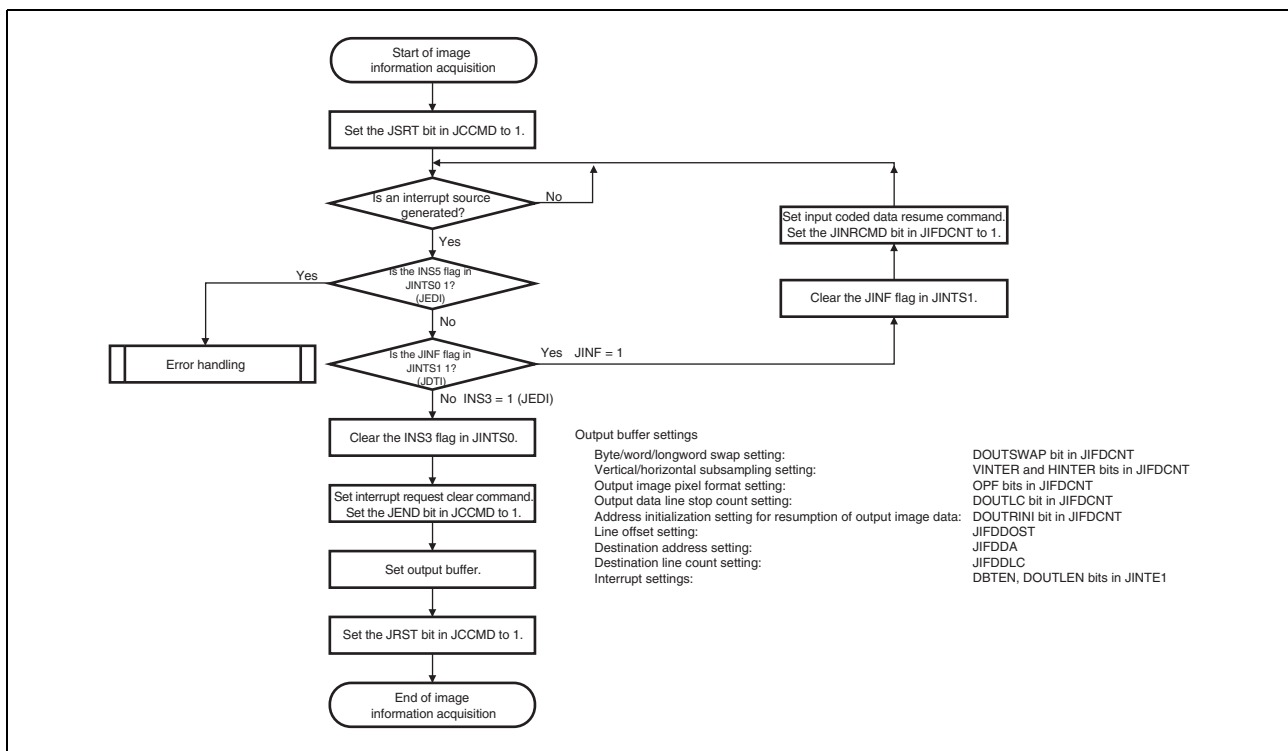 Start of image
information acquisition
Set the JSRT bit in JCCMD to 1.
Is an interrupt source
generated?
No
Yes
Set input coded data resume command.
Set the JINRCMD bit in JIFDCNT to 1.
Is the INS5 flag in
JINTS0 1?
(JEDI)
Yes
No
Clear the JINF flag in JINTS1.
Error handling
Is the JINF flag in
JINTS1 1?
(JDTI)
Yes JINF = 1
No INS3 = 1 (JEDI)
Clear the INS3 flag in JINTS0.
Set interrupt request clear command.
Set the JEND bit in JCCMD to 1.
Set output buffer.
Set the JRST bit in JCCMD to 1.
End of image
information acquisition
Output buffer settings
Byte/word/longword swap setting: DOUTSWAP bit in JIFDCNT
Vertical/horizontal subsampling setting: VINTER and HINTER bits in JIFDCNT
Output image pixel format setting: OPF bits in JIFDCNT
Output data line stop count setting: DOUTLC bit in JIFDCNT
Address initialization setting for resumption of output image data: DOUTRINI bit in JIFDCNT
Line offset setting: JIFDDOST
Destination address setting: JIFDDA
Destination line count setting: JIFDDLC
Interrupt settings: DBTEN, DOUTLEN bits in JINTE1